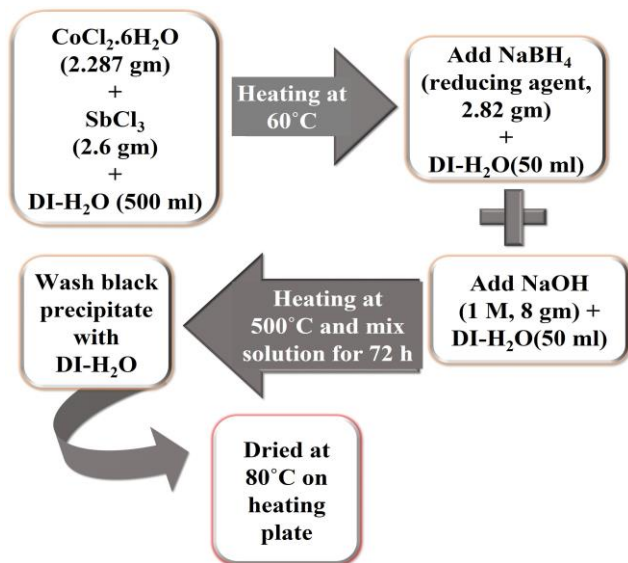 CoCl₂.6H₂O
(2.287 gm)
+
SbCl₃
(2.6 gm)
+
DI-H₂O (500 ml)
Heating at
60˚C
Add NaBH₄
(reducing agent,
2.82 gm)
+
DI-H₂O(50 ml)
Add NaOH
(1 M, 8 gm) +
DI-H₂O(50 ml)
Heating at
500˚C and mix
solution for 72 h
Wash black
precipitate
with
DI-H₂O
Dried at
80˚C on
heating
plate